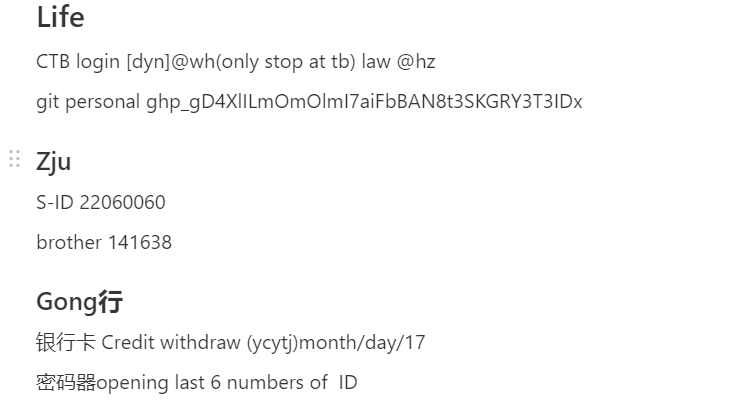 Life
CTB login [dyn]@wh(only stop at tb) law @hz
git personal
Zju
S-ID 22060060
brother 141638
Gong行
银行卡 Credit withdraw (ycytj)month/day/17
密码器opening last 6 numbers of ID